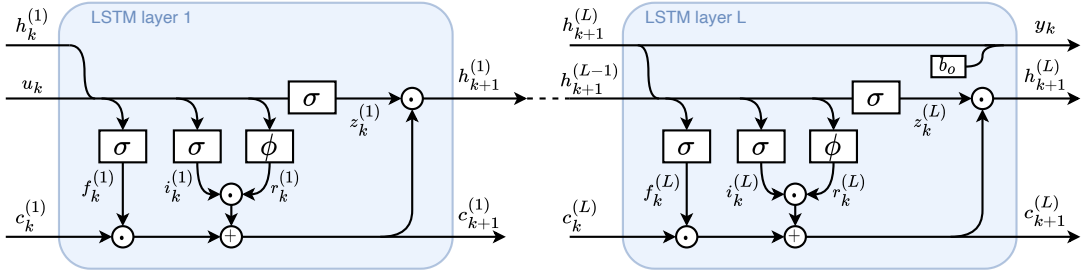 LSTM layer 1
h_k^{(1)}
u_k
σ
z_k^{(1)}
h_{k+1}^{(1)}
σ
σ
ϕ
f_k^{(1)}
i_k^{(1)}
r_k^{(1)}
c_k^{(1)}
+
c_{k+1}^{(1)}
LSTM layer L
h_{k+1}^{(L)}
y_k
b_o
h_{k+1}^{(L-1)}
σ
z_k^{(L)}
h_{k+1}^{(L)}
σ
σ
ϕ
f_k^{(L)}
i_k^{(L)}
r_k^{(L)}
c_k^{(L)}
+
c_{k+1}^{(L)}